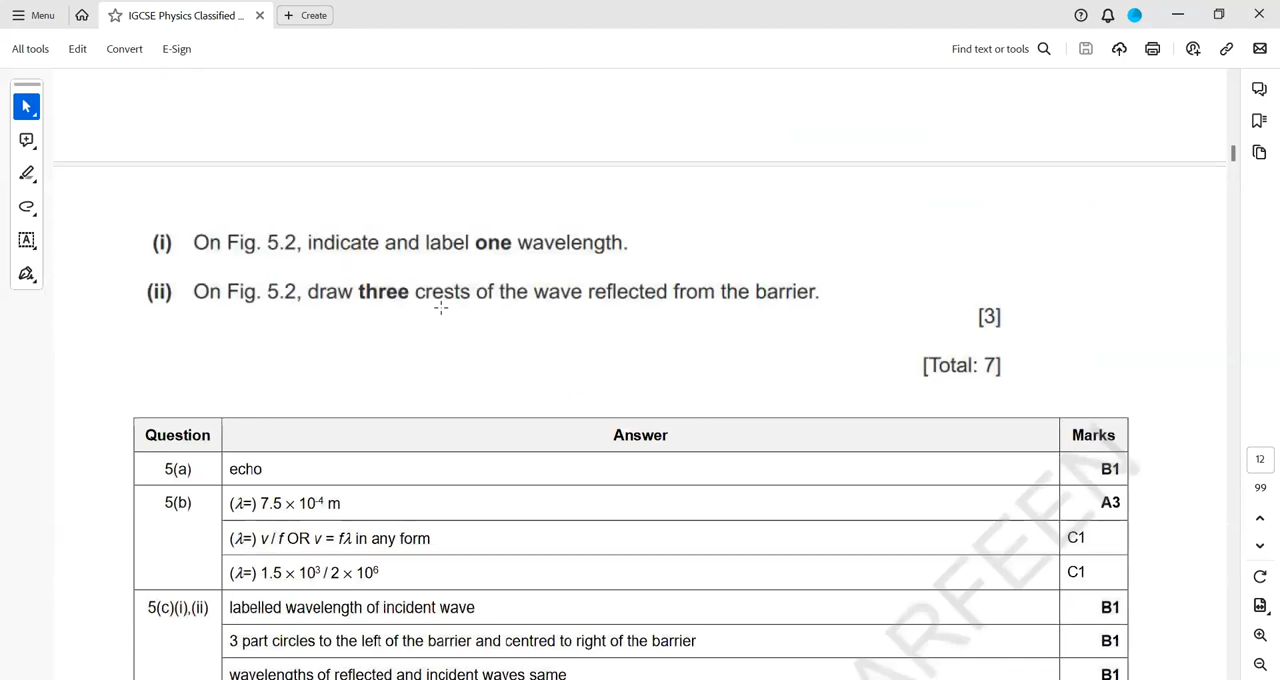 Menu
IGCSE Physics Classified ...
Create
All tools Edit Convert E-Sign
Find text or tools
(i) On Fig. 5.2, indicate and label one wavelength.
(ii) On Fig. 5.2, draw three crests of the wave reflected from the barrier.
[3]
[Total: 7]
Question Answer Marks
5(a) echo B1
5(b) (λ=) 7.5 × 10⁻⁴ m A3
(λ=) v / f OR v = fλ in any form C1
(λ=) 1.5 × 10³ / 2 × 10⁶ C1
5(c)(i),(ii) labelled wavelength of incident wave B1
3 part circles to the left of the barrier and centred to right of the barrier B1
wavelengths of reflected and incident waves same B1
12
99
ARFEEN